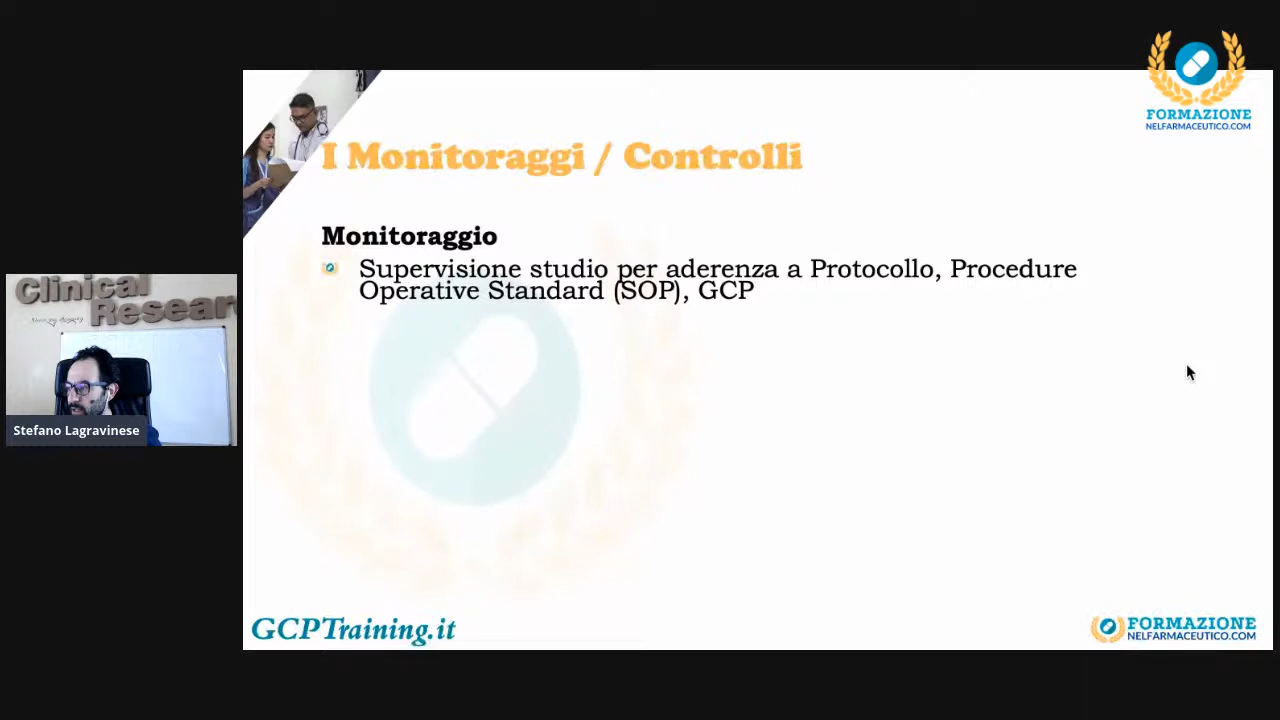 FORMAZIONE
NELFARMACEUTICO.COM
I Monitoraggi / Controlli
Monitoraggio
Supervisione studio per aderenza a Protocollo, Procedure
Operative Standard (SOP), GCP
Clinical
Resear
Stefano Lagravinese
GCPTraining.it
FORMAZIONE
NELFARMACEUTICO.COM